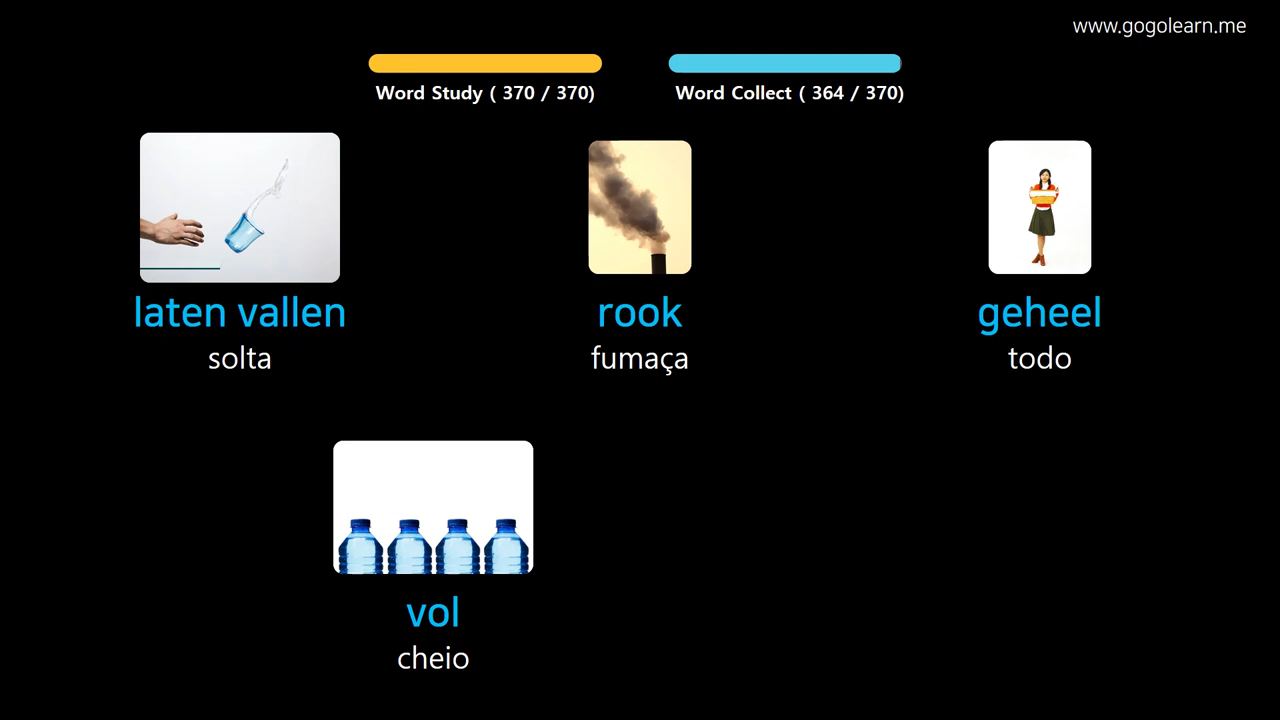 www.gogolearn.me
Word Study ( 370 / 370)
Word Collect ( 364 / 370)
laten vallen
solta
rook
fumaça
geheel
todo
vol
cheio